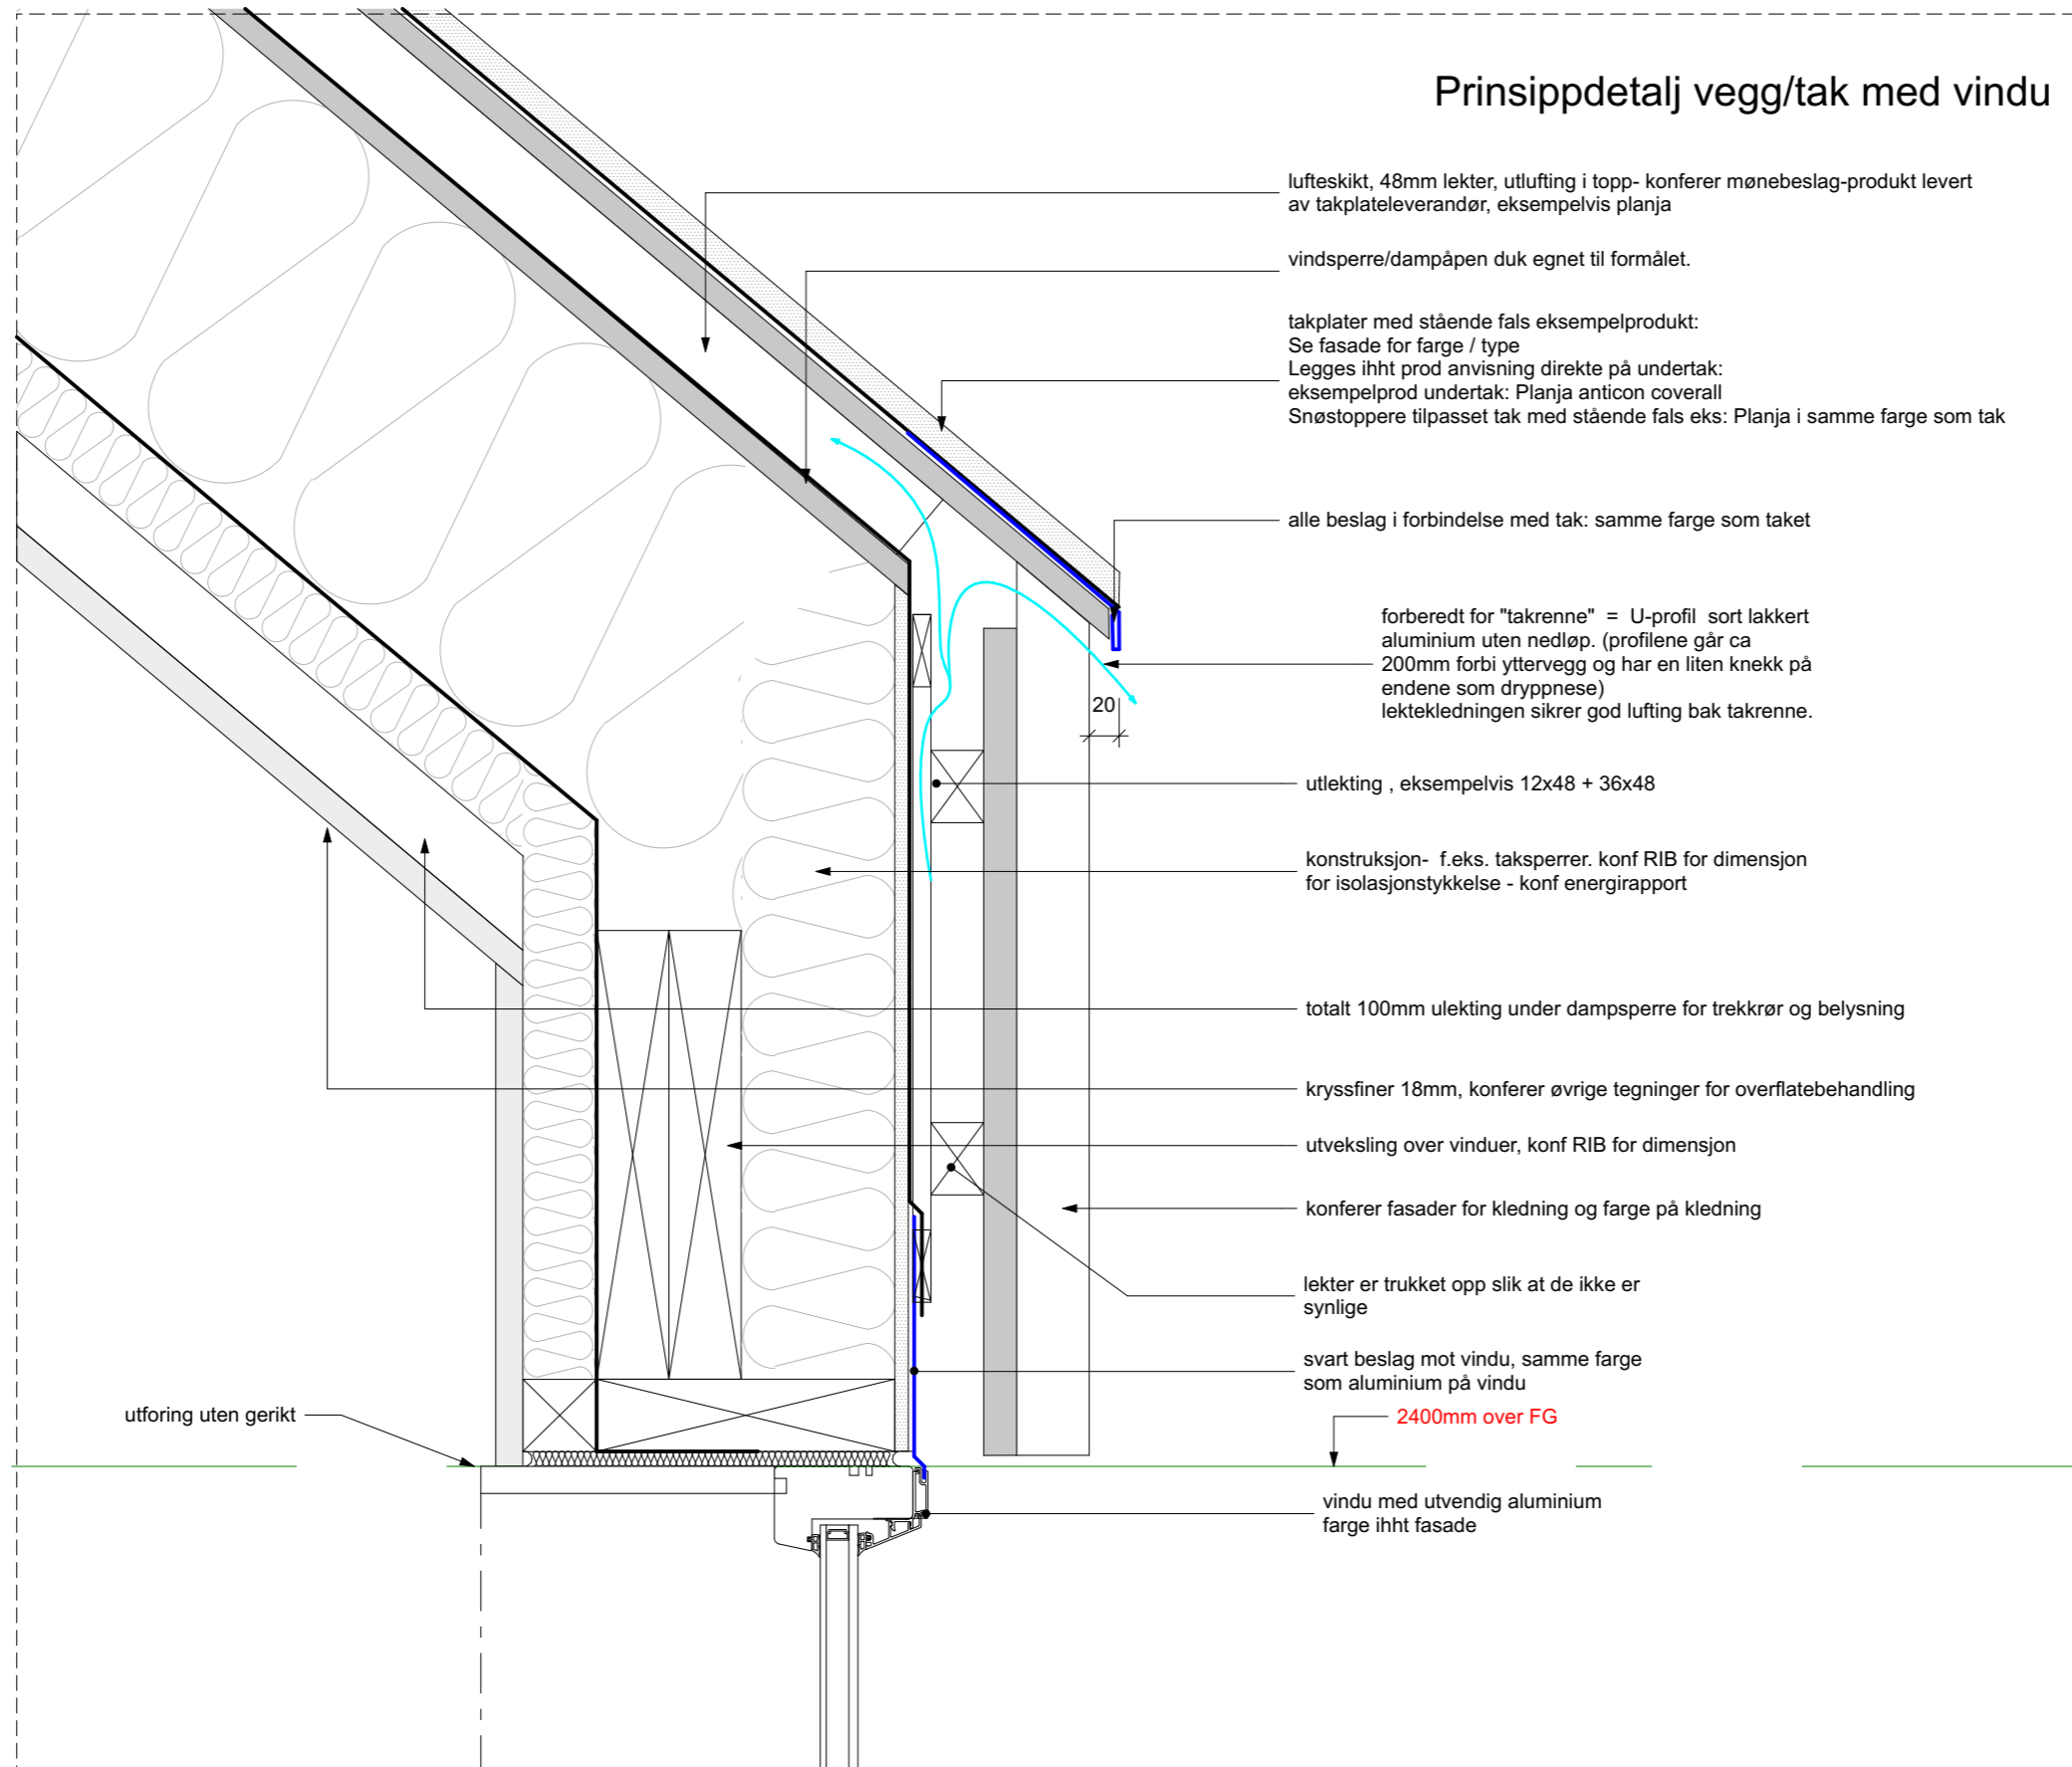 Prinsippdetalj vegg/tak med vindu
lufteskikt, 48mm lekter, utlufting i topp- konferer mønebeslag-produkt levert
av takplateleverandør, eksempelvis planja
vindsperre/dampåpen duk egnet til formålet.
takplater med stående fals eksempelprodukt:
Se fasade for farge / type
Legges ihht prod anvisning direkte på undertak:
eksempelprod undertak: Planja anticon coverall
Snøstoppere tilpasset tak med stående fals eks: Planja i samme farge som tak
alle beslag i forbindelse med tak: samme farge som taket
forberedt for "takrenne" = U-profil sort lakkert
aluminium uten nedløp. (profilene går ca
200mm forbi yttervegg og har en liten knekk på
endene som dryppnese)
lektekledningen sikrer god lufting bak takrenne.
20
utlekting , eksempelvis 12x48 + 36x48
konstruksjon- f.eks. taksperrer. konf RIB for dimensjon
for isolasjonstykkelse - konf energirapport
totalt 100mm ulekting under dampsperre for trekkrør og belysning
kryssfiner 18mm, konferer øvrige tegninger for overflatebehandling
utveksling over vinduer, konf RIB for dimensjon
konferer fasader for kledning og farge på kledning
lekter er trukket opp slik at de ikke er
synlige
svart beslag mot vindu, samme farge
som aluminium på vindu
utforing uten gerikt
2400mm over FG
vindu med utvendig aluminium
farge ihht fasade